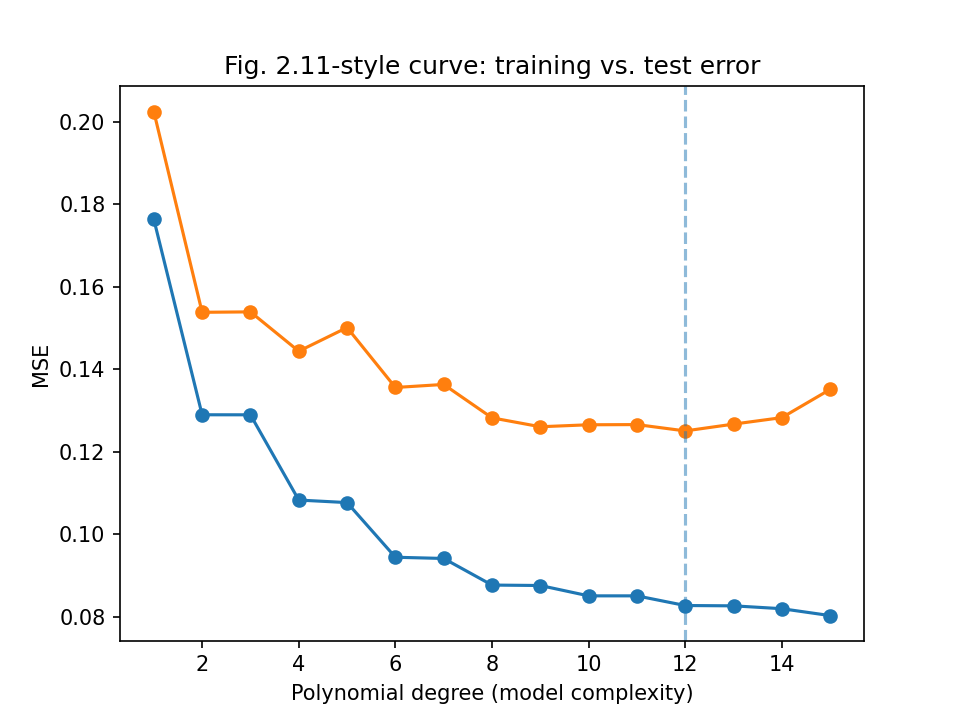 Fig. 2.11-style curve: training vs. test error
MSE
0.20
0.18
0.16
0.14
0.12
0.10
0.08
2 4 6 8 10 12 14
Polynomial degree (model complexity)